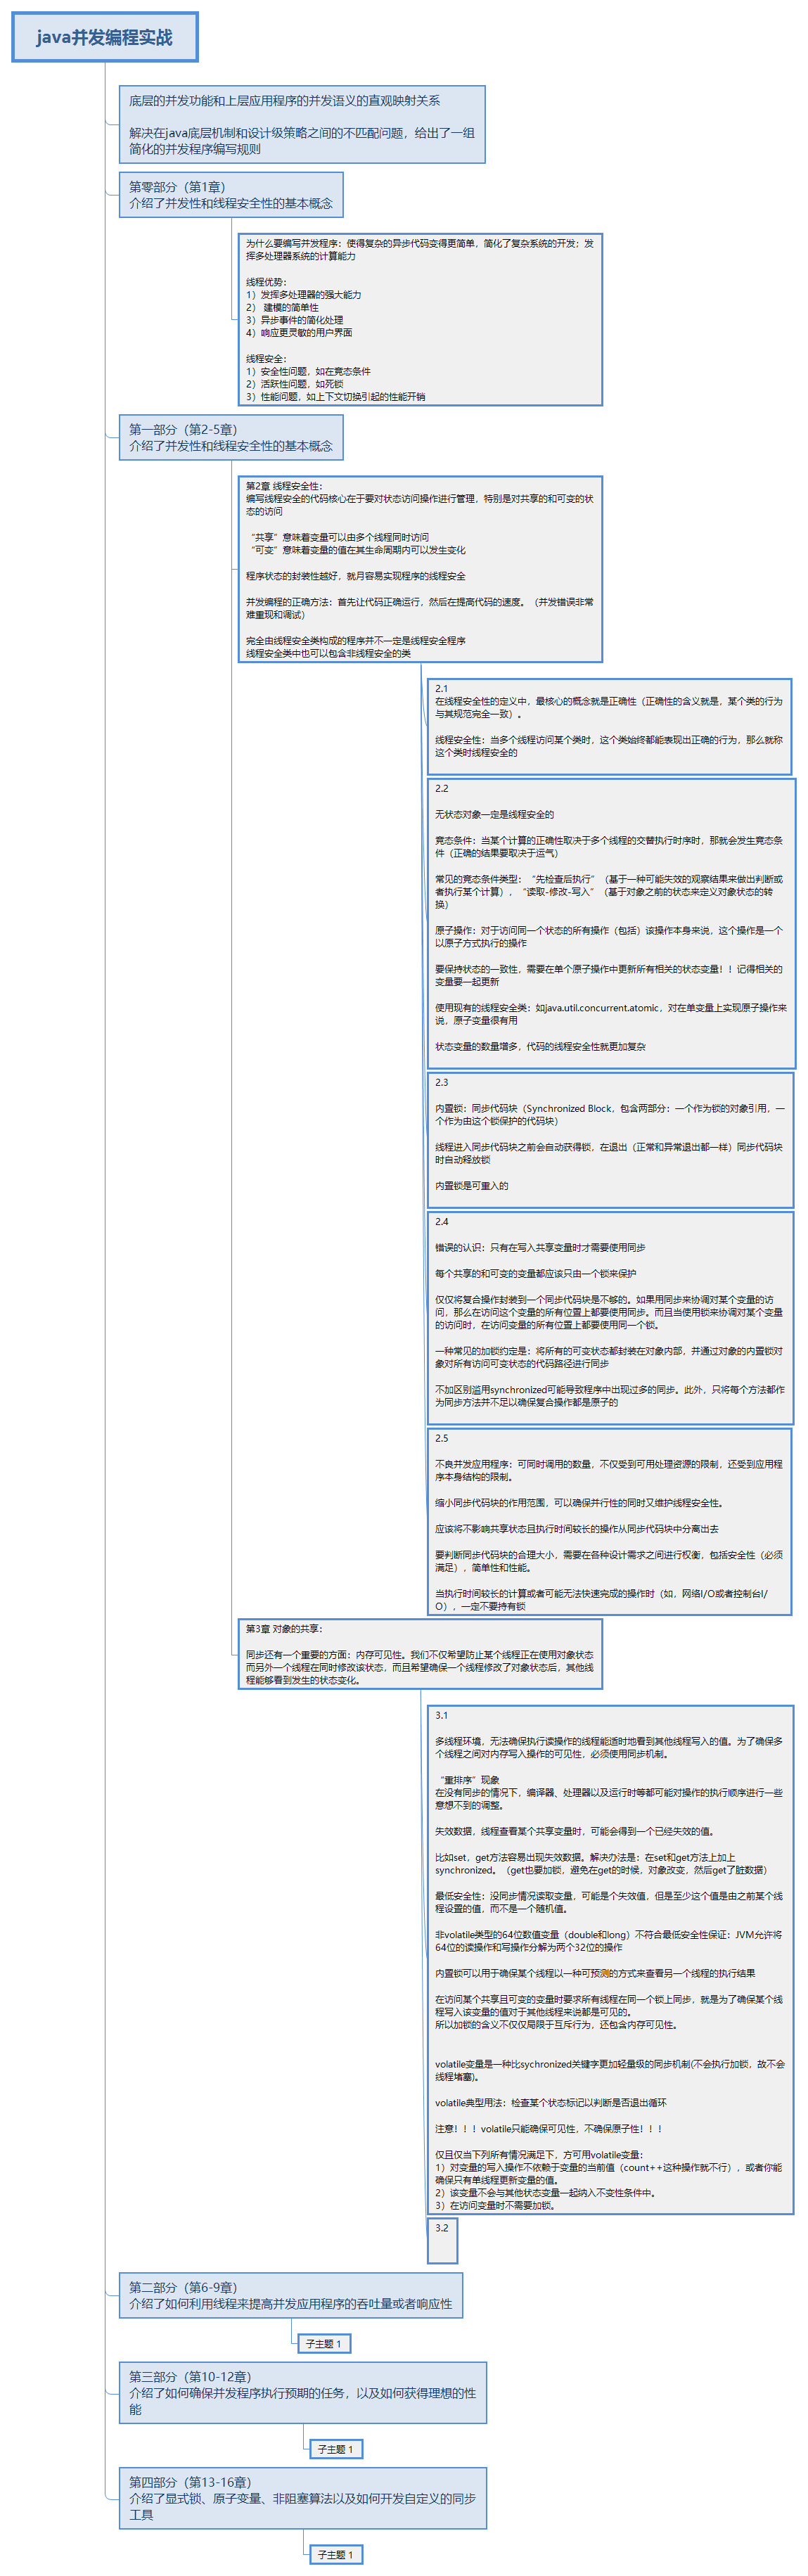 java并发编程实战
底层的并发功能和上层应用程序的并发语义的直观映射关系
解决在java底层机制和设计级策略之间的不匹配问题，给出了一组
简化的并发程序编写规则
第零部分（第1章）
介绍了并发性和线程安全性的基本概念
为什么要编写并发程序：使得复杂的异步代码变得更简单，简化了复杂系统的开发；发
挥多处理器系统的计算能力
线程优势：
1）发挥多处理器的强大能力
2） 建模的简单性
3）异步事件的简化处理
4）响应更灵敏的用户界面
线程安全：
1）安全性问题，如在竟态条件
2）活跃性问题，如死锁
3）性能问题，如上下文切换引起的性能开销
第一部分（第2-5章）
介绍了并发性和线程安全性的基本概念
第2章 线程安全性：
编写线程安全的代码核心在于要对状态访问操作进行管理，特别是对共享的和可变的状
态的访问
“共享”意味着变量可以由多个线程同时访问
“可变”意味着变量的值在其生命周期内可以发生变化
程序状态的封装性越好，就月容易实现程序的线程安全
并发编程的正确方法：首先让代码正确运行，然后在提高代码的速度。（并发错误非常
难重现和调试）
完全由线程安全类构成的程序并不一定是线程安全程序
线程安全类中也可以包含非线程安全的类
2.1
在线程安全性的定义中，最核心的概念就是正确性（正确性的含义就是，某个类的行为
与其规范完全一致）。
线程安全性：当多个线程访问某个类时，这个类始终都能表现出正确的行为，那么就称
这个类时线程安全的
2.2
无状态对象一定是线程安全的
竟态条件：当某个计算的正确性取决于多个线程的交替执行时序时，那就会发生竟态条
件（正确的结果要取决于运气）
常见的竟态条件类型：“先检查后执行”（基于一种可能失效的观察结果来做出判断或
者执行某个计算），“读取-修改-写入”（基于对象之前的状态来定义对象状态的转
换）
原子操作：对于访问同一个状态的所有操作（包括）该操作本身来说，这个操作是一个
以原子方式执行的操作
要保持状态的一致性，需要在单个原子操作中更新所有相关的状态变量！！记得相关的
变量要一起更新
使用现有的线程安全类：如java.util.concurrent.atomic，对在单变量上实现原子操作来
说，原子变量很有用
状态变量的数量增多，代码的线程安全性就更加复杂
2.3
内置锁：同步代码块（Synchronized Block，包含两部分：一个作为锁的对象引用，一
个作为由这个锁保护的代码块）
线程进入同步代码块之前会自动获得锁，在退出（正常和异常退出都一样）同步代码块
时自动释放锁
内置锁是可重入的
2.4
错误的认识：只有在写入共享变量时才需要使用同步
每个共享的和可变的变量都应该只由一个锁来保护
仅仅将复合操作封装到一个同步代码块是不够的。如果用同步来协调对某个变量的访
问，那么在访问这个变量的所有位置上都要使用同步。而且当使用锁来协调对某个变量
的访问时，在访问变量的所有位置上都要使用同一个锁。
一种常见的加锁约定是：将所有的可变状态都封装在对象内部，并通过对象的内置锁对
象对所有访问可变状态的代码路径进行同步
不加区别滥用synchronized可能导致程序中出现过多的同步。此外，只将每个方法都作
为同步方法并不足以确保复合操作都是原子的
2.5
不良并发应用程序：可同时调用的数量，不仅受到可用处理资源的限制，还受到应用程
序本身结构的限制。
缩小同步代码块的作用范围，可以确保并行性的同时又维护线程安全性。
应该将不影响共享状态且执行时间较长的操作从同步代码块中分离出去
要判断同步代码块的合理大小，需要在各种设计需求之间进行权衡，包括安全性（必须
满足），简单性和性能。
当执行时间较长的计算或者可能无法快速完成的操作时（如，网络I/O或者控制台I/
O），一定不要持有锁
第3章 对象的共享：
同步还有一个重要的方面：内存可见性。我们不仅希望防止某个线程正在使用对象状态
而另外一个线程在同时修改该状态，而且希望确保一个线程修改了对象状态后，其他线
程能够看到发生的状态变化。
3.1
多线程环境，无法确保执行读操作的线程能适时地看到其他线程写入的值。为了确保多
个线程之间对内存写入操作的可见性，必须使用同步机制。
“重排序”现象
在没有同步的情况下，编译器、处理器以及运行时等都可能对操作的执行顺序进行一些
意想不到的调整。
失效数据，线程查看某个共享变量时，可能会得到一个已经失效的值。
比如set，get方法容易出现失效数据。解决办法是：在set和get方法上加上
synchronized。（get也要加锁，避免在get的时候，对象改变，然后get了脏数据）
最低安全性：没同步情况读取变量，可能是个失效值，但是至少这个值是由之前某个线
程设置的值，而不是一个随机值。
非volatile类型的64位数值变量（double和long）不符合最低安全性保证：JVM允许将
64位的读操作和写操作分解为两个32位的操作
内置锁可以用于确保某个线程以一种可预测的方式来查看另一个线程的执行结果
在访问某个共享且可变的变量时要求所有线程在同一个锁上同步，就是为了确保某个线
程写入该变量的值对于其他线程来说都是可见的。
所以加锁的含义不仅仅局限于互斥行为，还包含内存可见性。
volatile变量是一种比sychronized关键字更加轻量级的同步机制(不会执行加锁，故不会
线程堵塞)。
volatile典型用法：检查某个状态标记以判断是否退出循环
注意！！！volatile只能确保可见性，不确保原子性！！！
仅且仅当下列所有情况满足下，方可用volatile变量：
1）对变量的写入操作不依赖于变量的当前值（count++这种操作就不行），或者你能
确保只有单线程更新变量的值。
2）该变量不会与其他状态变量一起纳入不变性条件中。
3）在访问变量时不需要加锁。
3.2
第二部分（第6-9章）
介绍了如何利用线程来提高并发应用程序的吞吐量或者响应性
子主题 1
第三部分（第10-12章）
介绍了如何确保并发程序执行预期的任务，以及如何获得理想的性
能
子主题 1
第四部分（第13-16章）
介绍了显式锁、原子变量、非阻塞算法以及如何开发自定义的同步
工具
子主题 1